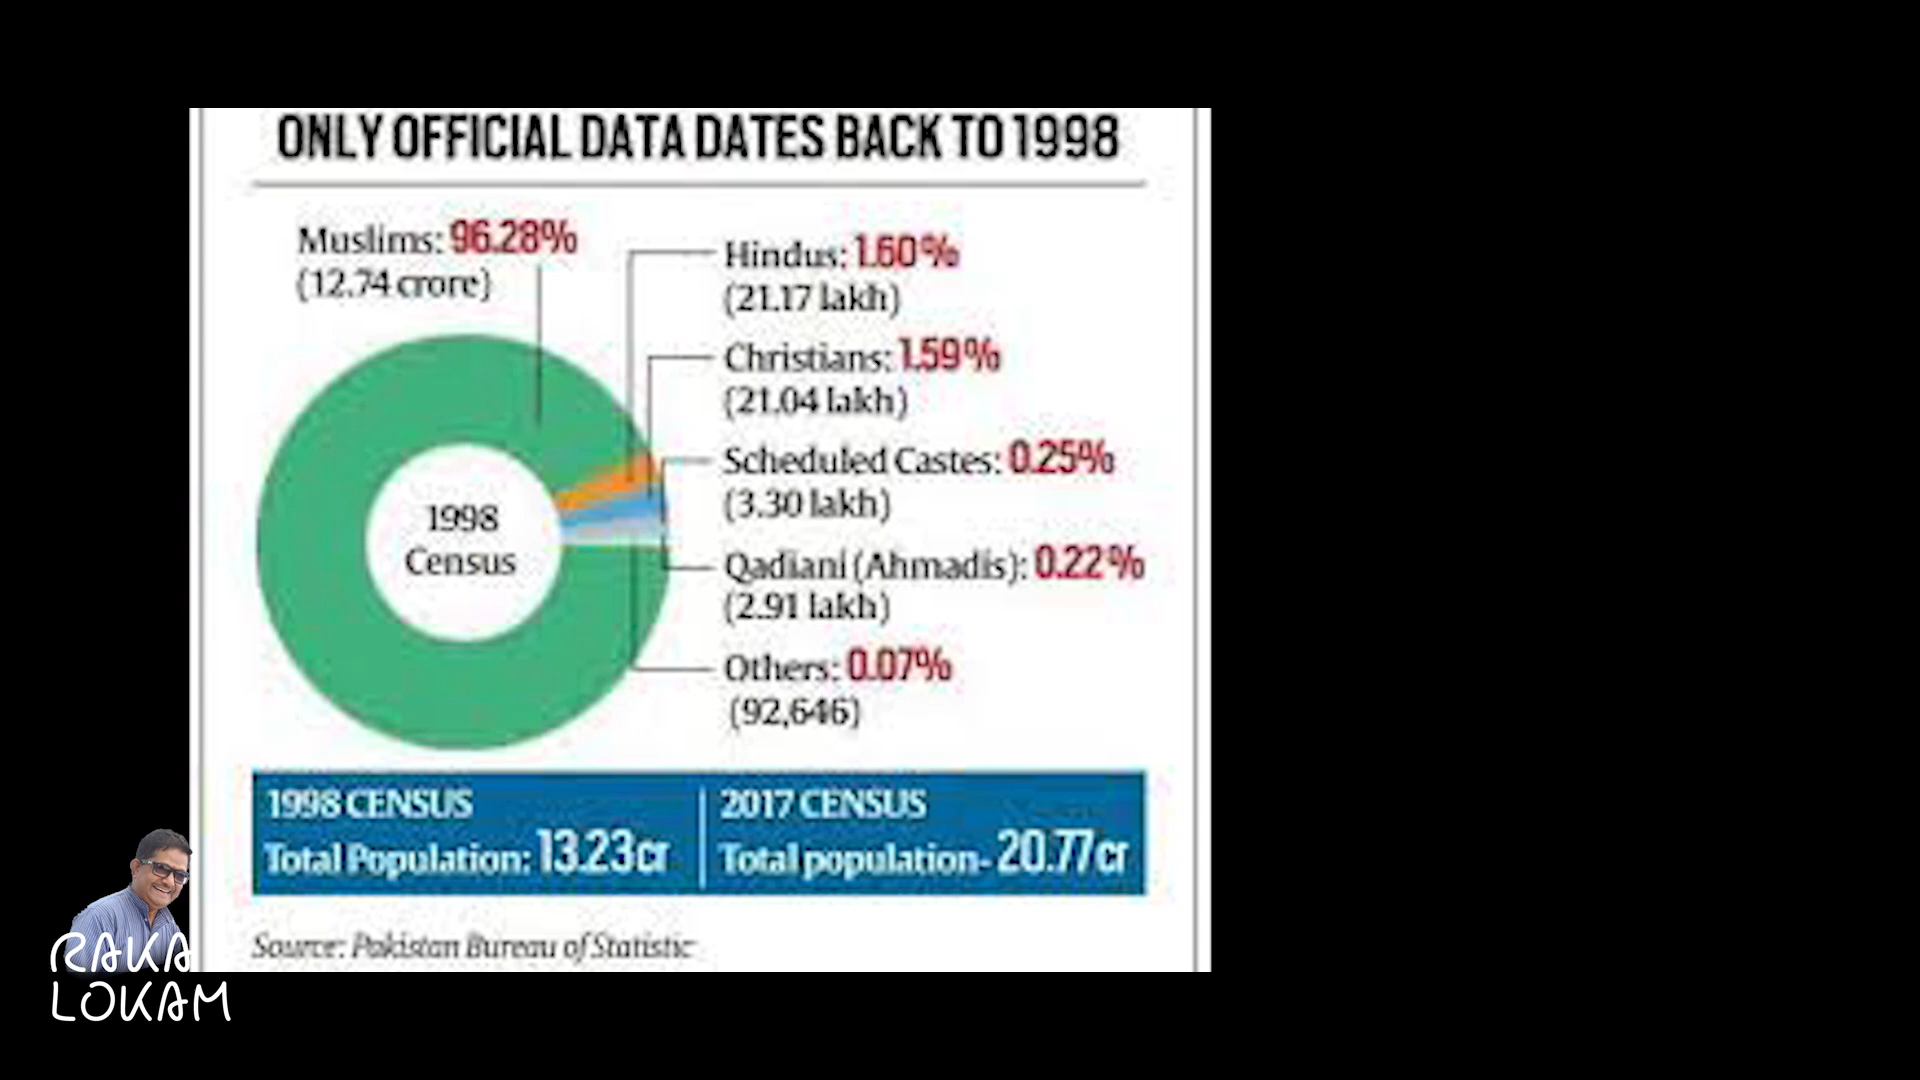 ONLY OFFICIAL DATA DATES BACK TO 1998
Muslims: 96.28%
(12.74 crore)
Hindus: 1.60%
(21.17 lakh)
Christians: 1.59%
(21.04 lakh)
Scheduled Castes: 0.25%
(3.30 lakh)
Qadiani (Ahmadis): 0.22%
(2.91 lakh)
Others: 0.07%
(92,646)
1998
Census
1998 CENSUS
Total Population: 13.23cr
2017 CENSUS
Total population- 20.77cr
Source: Pakistan Bureau of Statistic
RAKA
LOKAM